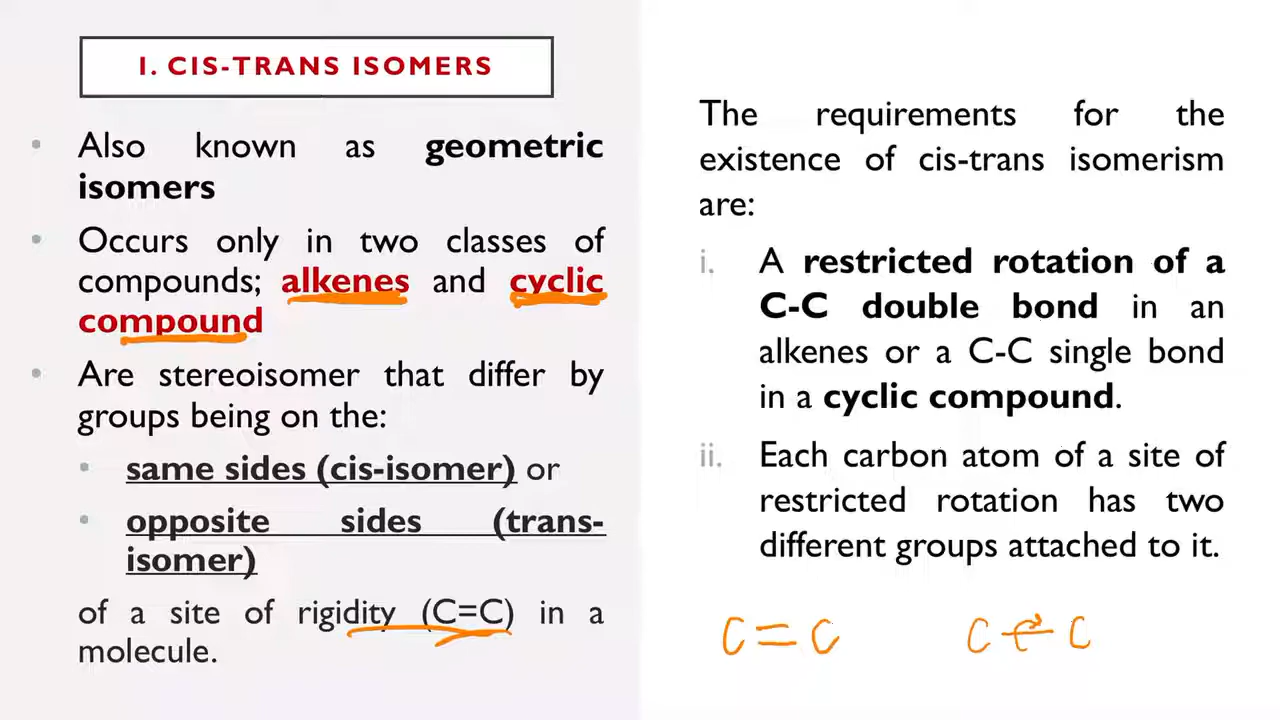 I. CIS-TRANS ISOMERS
• Also known as geometric
isomers
• Occurs only in two classes of
compounds; alkenes and cyclic
compound
• Are stereoisomer that differ by
groups being on the:
• same sides (cis-isomer) or
• opposite sides (trans-
isomer)
of a site of rigidity (C=C) in a
molecule.
The requirements for the
existence of cis-trans isomerism
are:
i. A restricted rotation of a
C-C double bond in an
alkenes or a C-C single bond
in a cyclic compound.
ii. Each carbon atom of a site of
restricted rotation has two
different groups attached to it.
C=C C-C